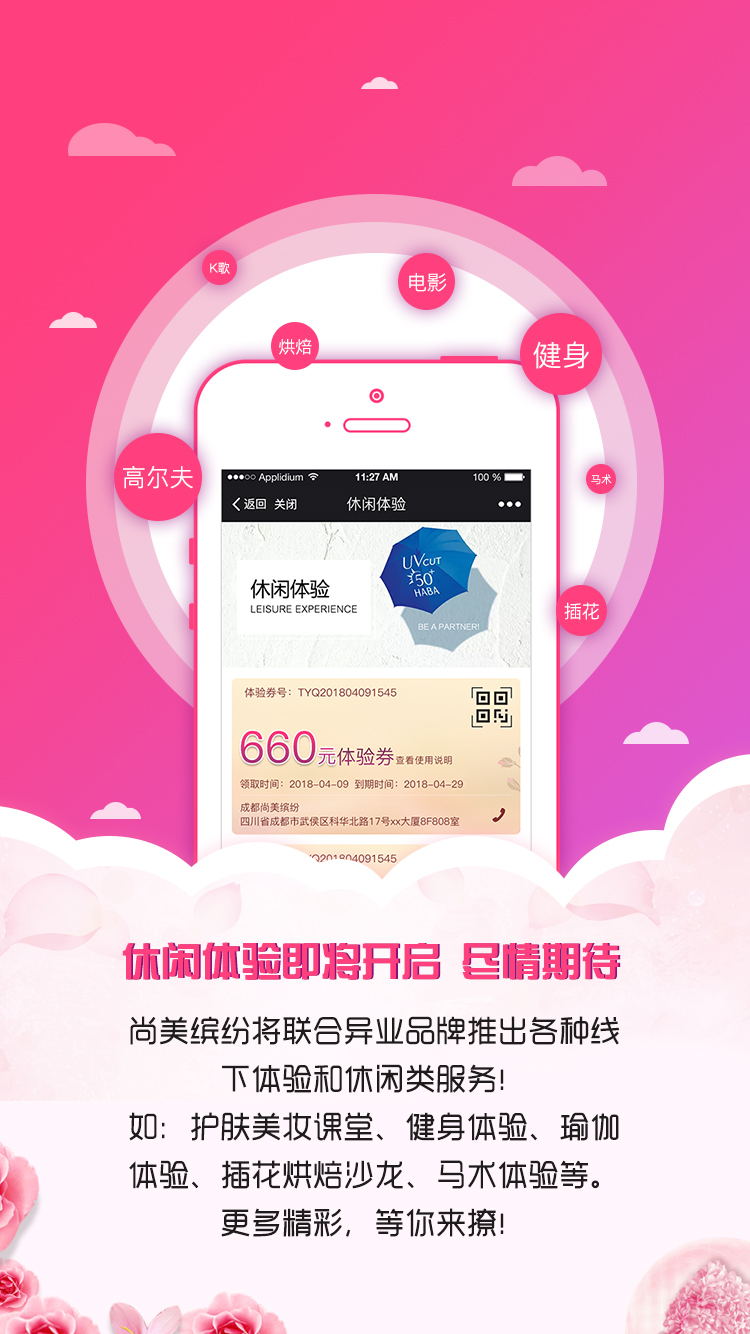 K歌
电影
烘焙
健身
高尔夫
马术
插花
Applidium
11:27 AM
100 %
返回 关闭
休闲体验
休闲体验
LEISURE EXPERIENCE
UV CUT
50+
HABA
BE A PARTNER!
体验券号：TYQ201804091545
660元体验券查看使用说明
领取时间：2018-04-09 到期时间：2018-04-29
成都尚美缤纷
四川省成都市武侯区科华北路17号xx大厦8F808室
TYQ201804091545
休闲体验即将开启 尽情期待
尚美缤纷将联合异业品牌推出各种线
下体验和休闲类服务!
如：护肤美妆课堂、健身体验、瑜伽
体验、插花烘焙沙龙、马术体验等。
更多精彩，等你来撩!